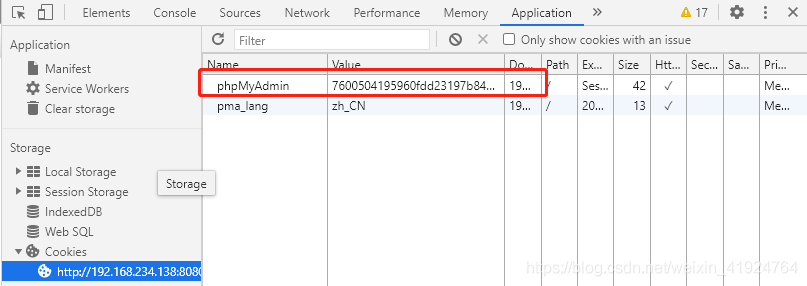 Elements Console Sources Network Performance Memory Application » 17
Application
Manifest
Service Workers
Clear storage
Storage
Local Storage
Session Storage
IndexedDB
Web SQL
Cookies
http://192.168.234.138:8080
Storage
Filter Only show cookies with an issue
Name Value Do... Path Ex... Size Htt... Sec... Sa... Pri...
phpMyAdmin 7600504195960fdd23197b84... 19... / Ses... 42 ✓ Me...
pma_lang zh_CN 19... / 20... 13 ✓ Me...
https://blog.csdn.net/weixin_41924764